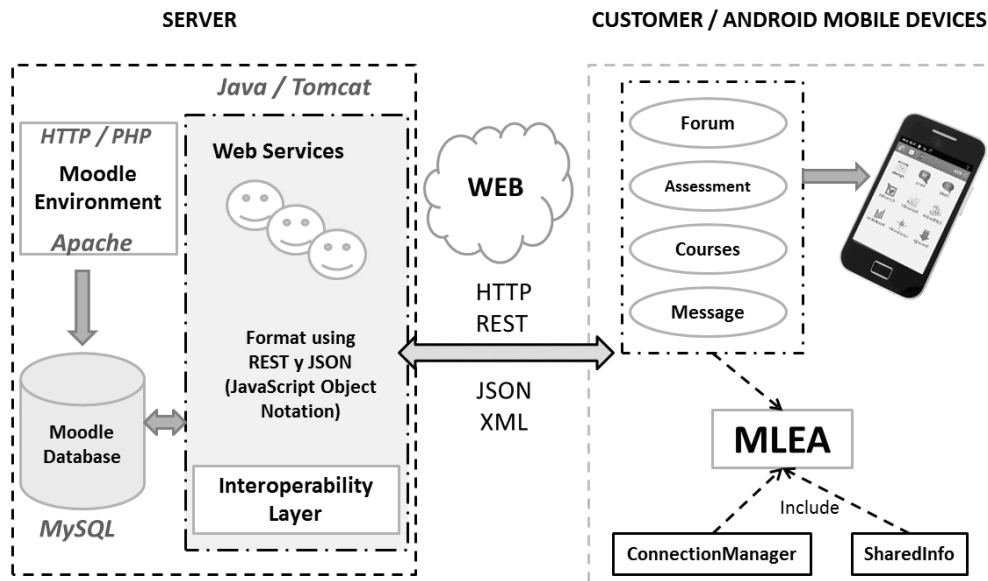 SERVER
CUSTOMER / ANDROID MOBILE DEVICES
Java / Tomcat
HTTP / PHP
Moodle
Environment
Apache
Web Services
Format using
REST y JSON
(JavaScript Object
Notation)
Interoperability
Layer
Moodle
Database
MySQL
WEB
HTTP
REST
JSON
XML
Forum
Assessment
Courses
Message
MLEA
Include
ConnectionManager
SharedInfo